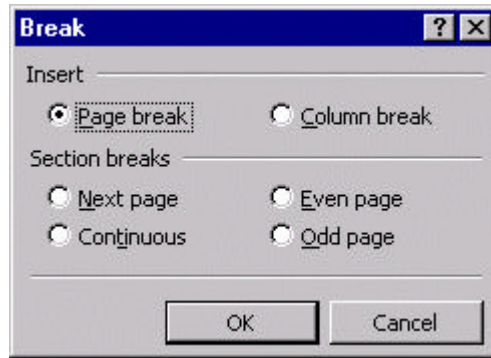 Break
Insert
Page break Column break
Section breaks
Next page Even page
Continuous Odd page
OK Cancel